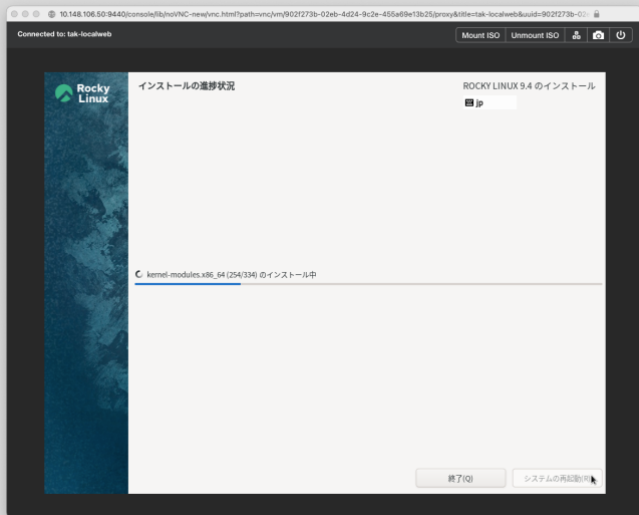 10.148.106.50:9440/console/lib/noVNC-new/vnc.html?path=vnc/vm/902f273b-02eb-4d24-9c2e-455a69e13b25/proxy&title=tak-localweb&uuid=902f273b-02
Connected to: tak-localweb
Mount ISO
Unmount ISO
Rocky
Linux
インストールの進捗状況
ROCKY LINUX 9.4 のインストール
jp
kernel-modules.x86_64 (254/334) のインストール中
終了(Q)
システムの再起動(R)